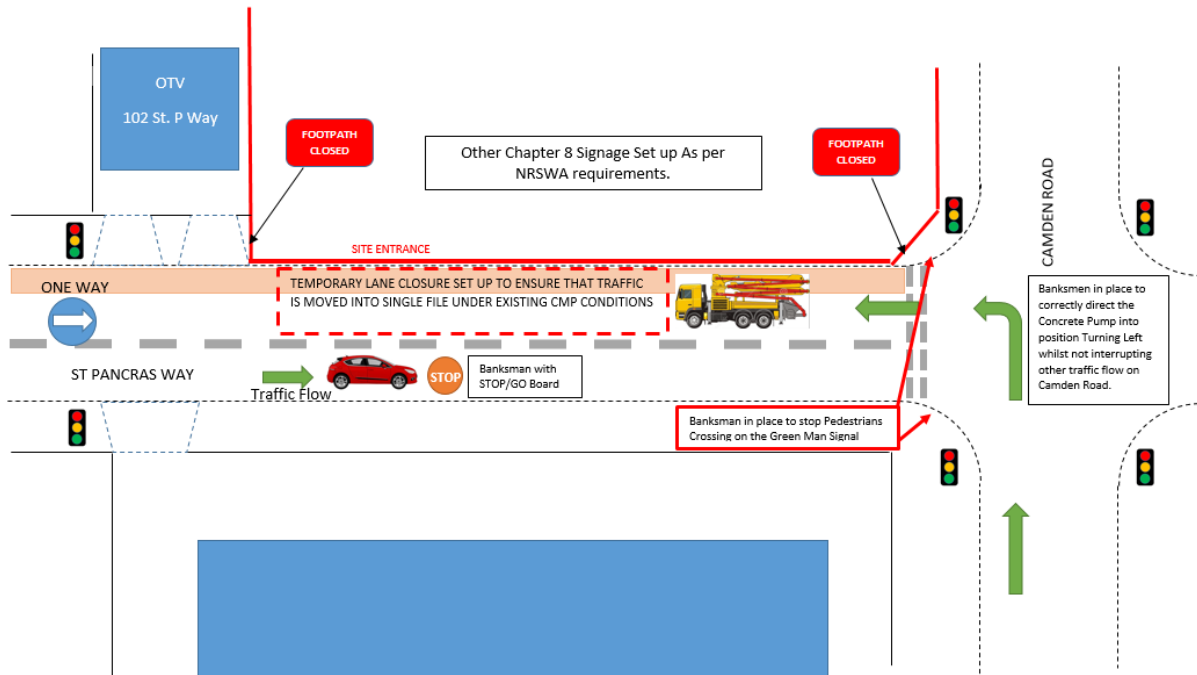 OTV
102 St. P Way
FOOTPATH
CLOSED
Other Chapter 8 Signage Set up As per
NRSWA requirements.
FOOTPATH
CLOSED
CAMDEN ROAD
SITE ENTRANCE
TEMPORARY LANE CLOSURE SET UP TO ENSURE THAT TRAFFIC
IS MOVED INTO SINGLE FILE UNDER EXISTING CMP CONDITIONS
ONE WAY
Banksmen in place to
correctly direct the
Concrete Pump into
position Turning Left
whilst not interrupting
other traffic flow on
Camden Road.
ST PANCRAS WAY
Traffic Flow
STOP
Banksman with
STOP/GO Board
Banksman in place to stop Pedestrians
Crossing on the Green Man Signal